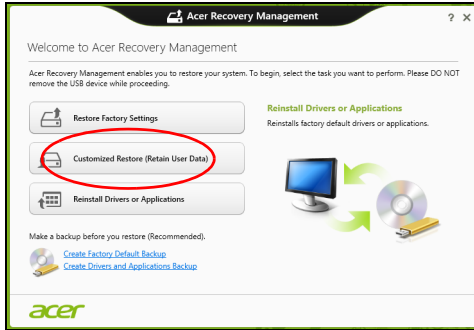 Acer Recovery Management
? X
Welcome to Acer Recovery Management
Acer Recovery Management enables you to restore your system. To begin, select the task you want to perform. Please DO NOT
remove the USB device while proceeding.
Restore Factory Settings
Customized Restore (Retain User Data)
Reinstall Drivers or Applications
Reinstall Drivers or Applications
Reinstalls factory default drivers or applications.
Make a backup before you restore (Recommended).
Create Factory Default Backup
Create Drivers and Applications Backup
acer